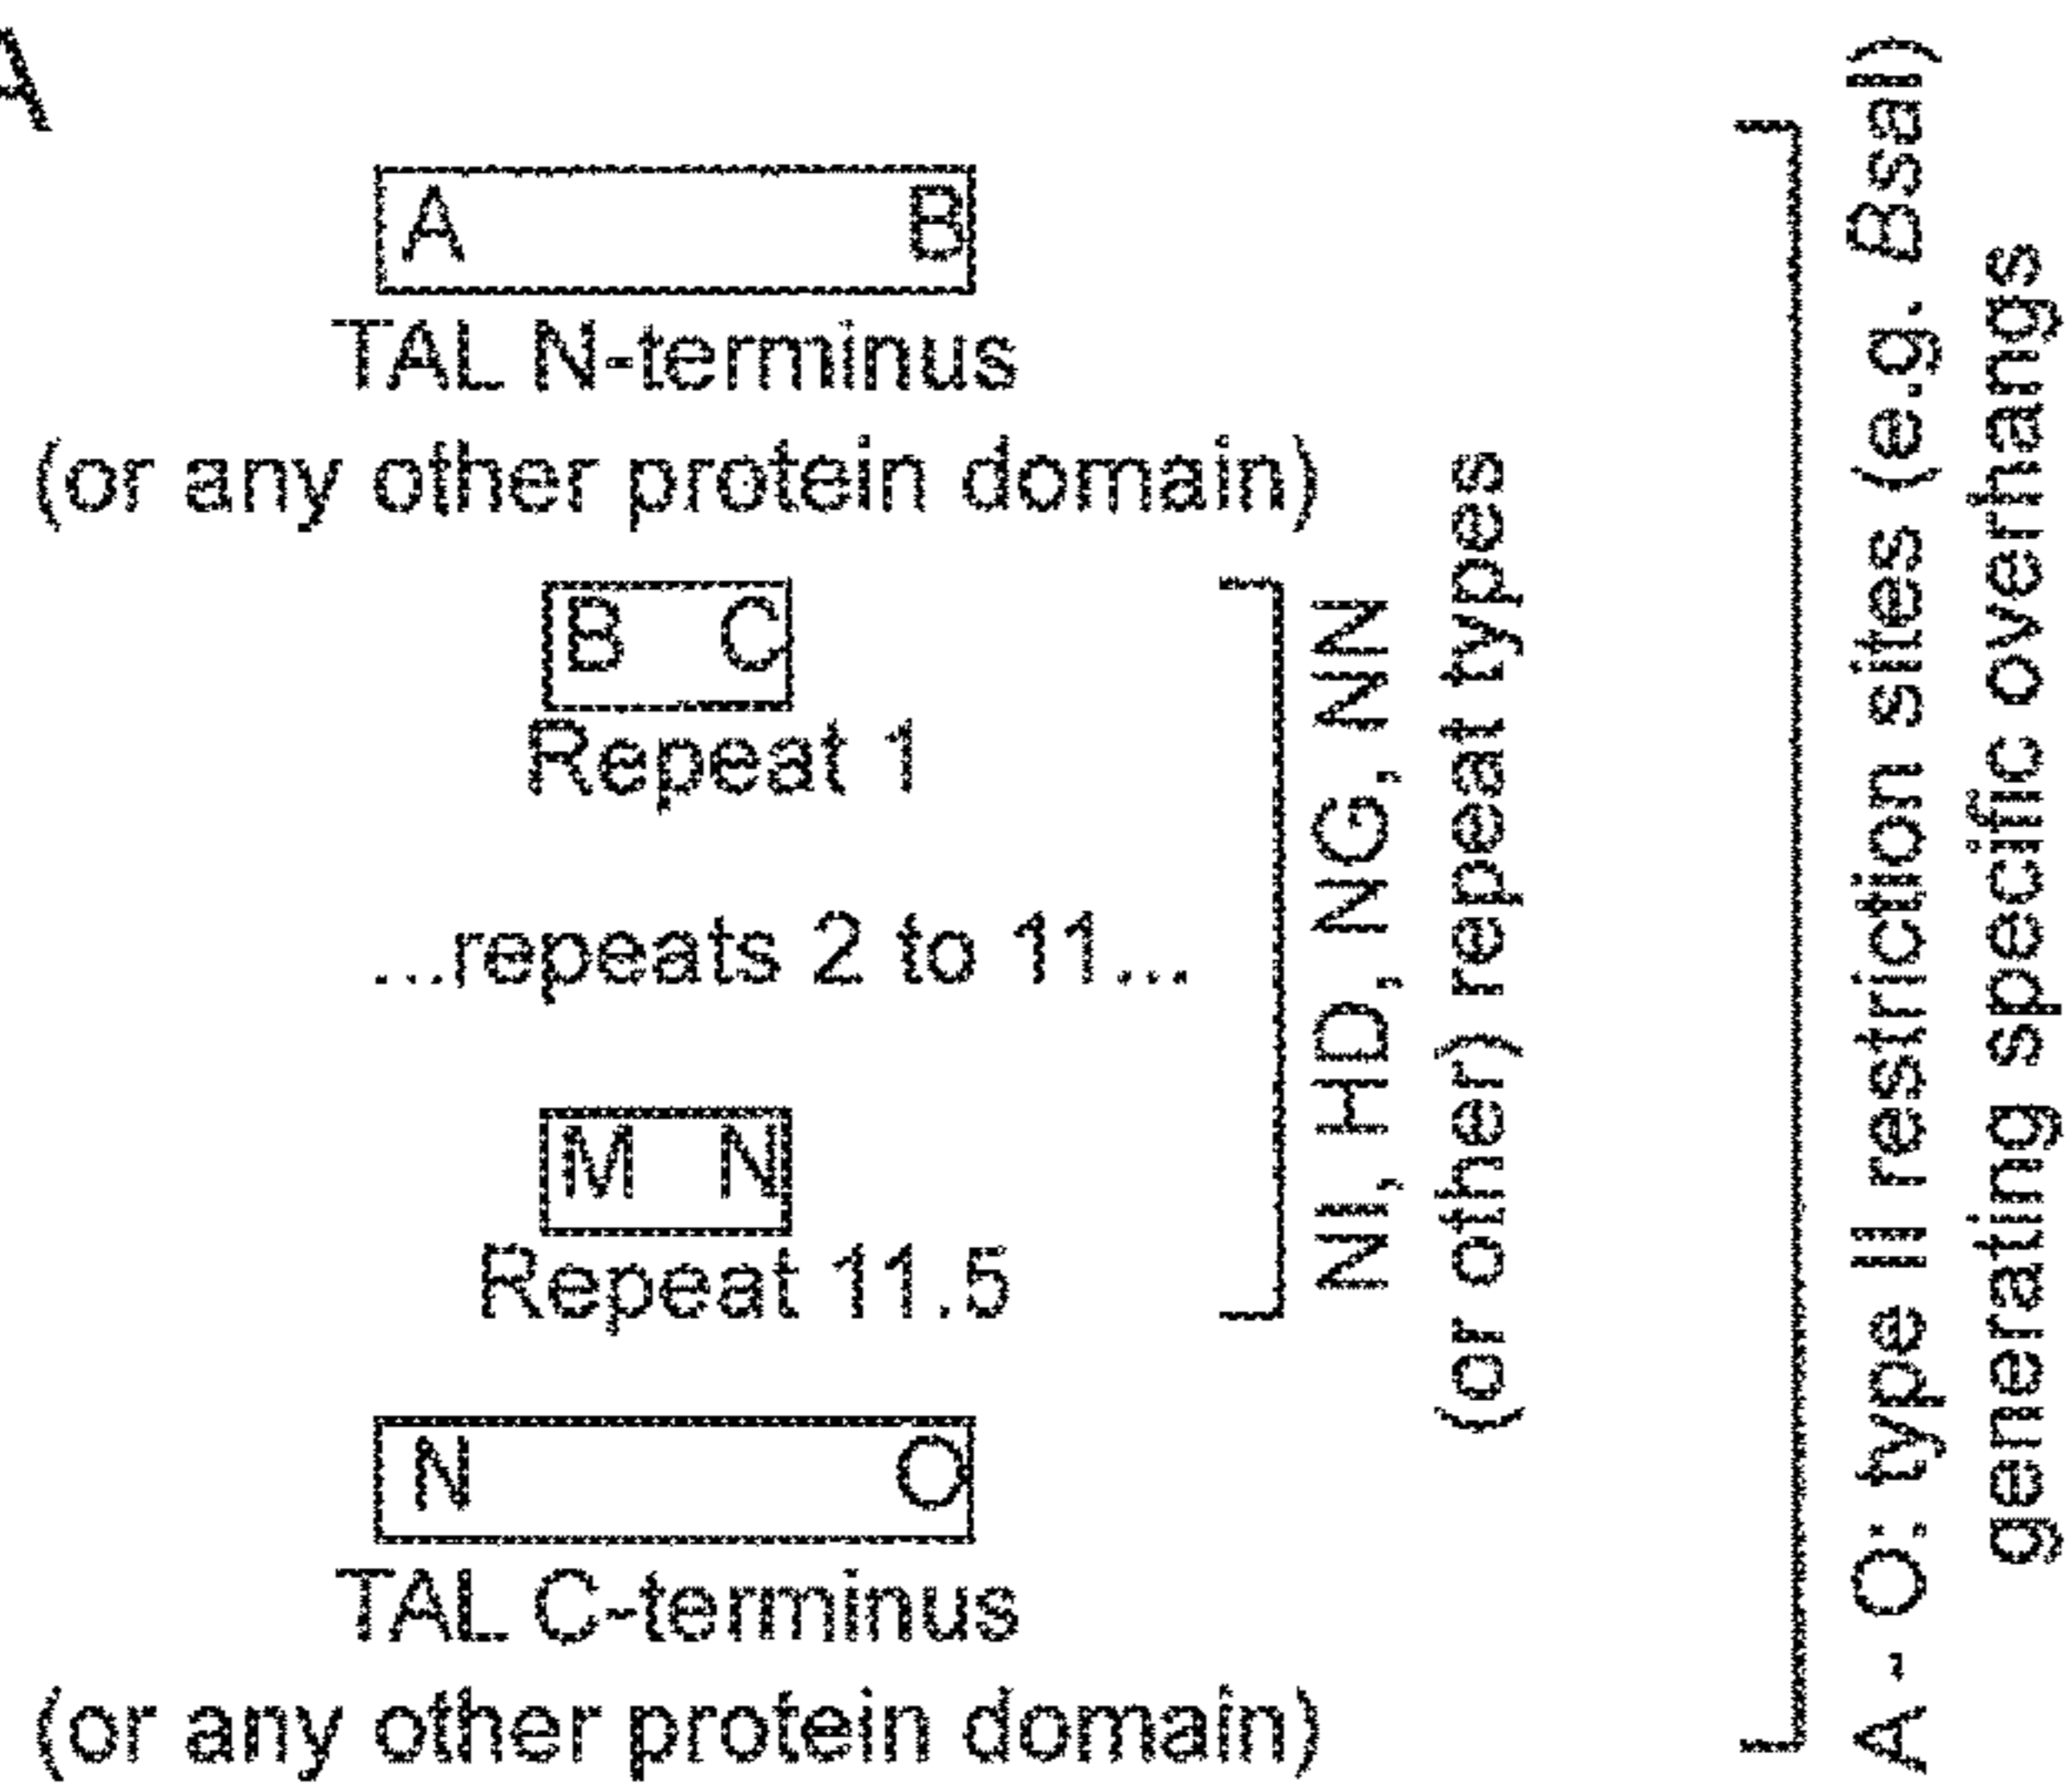 A
A B
TAL N-terminus
(or any other protein domain)
B C
Repeat 1
...repeats 2 to 11...
M N
Repeat 11.5
N O
TAL C-terminus
(or any other protein domain)
NI, HD, NG, NN
(or other) repeat types
A - O: type II restriction sites (e.g. BsaI)
generating specific overhangs